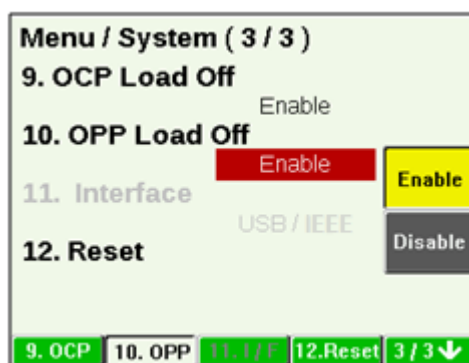 Menu / System ( 3 / 3 )
9. OCP Load Off
Enable
10. OPP Load Off
Enable
Enable
11. Interface
USB / IEEE
Disable
12. Reset
9. OCP 10. OPP 11. I / F 12.Reset 3 / 3